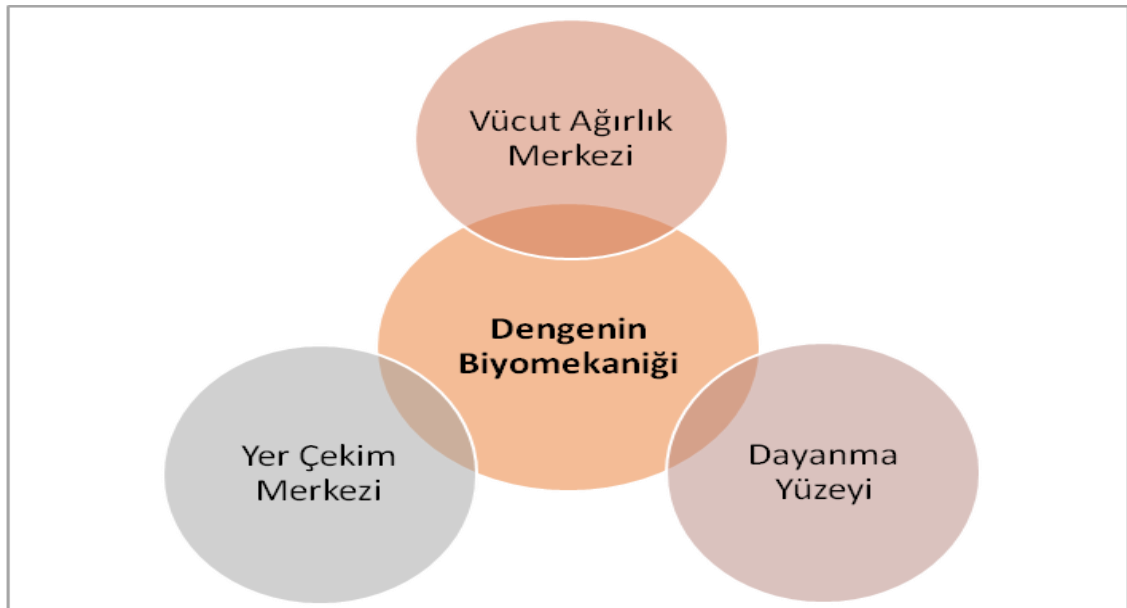 Vücut Ağırlık
Merkezi
Dengenin
Biyomekaniği
Yer Çekim
Merkezi
Dayanma
Yüzeyi